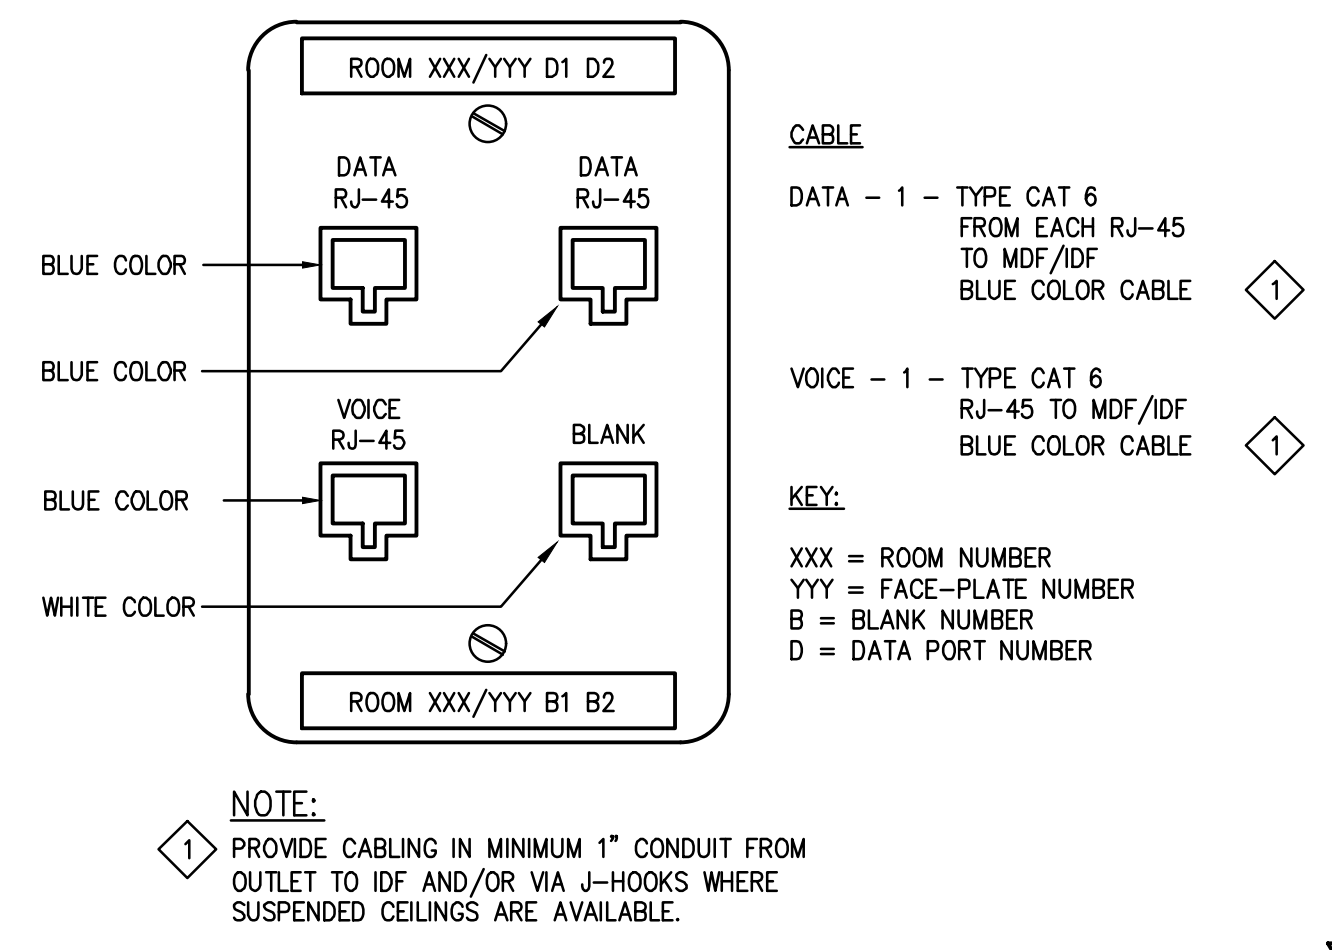 ROOM XXX/YYY D1 D2
DATA
RJ-45
DATA
RJ-45
BLUE COLOR
BLUE COLOR
VOICE
RJ-45
BLANK
BLUE COLOR
WHITE COLOR
ROOM XXX/YYY B1 B2
CABLE
DATA - 1 - TYPE CAT 6
FROM EACH RJ-45
TO MDF/IDF
BLUE COLOR CABLE
1
VOICE - 1 - TYPE CAT 6
RJ-45 TO MDF/IDF
BLUE COLOR CABLE
1
KEY:
XXX = ROOM NUMBER
YYY = FACE-PLATE NUMBER
B = BLANK NUMBER
D = DATA PORT NUMBER
NOTE:
1 PROVIDE CABLING IN MINIMUM 1" CONDUIT FROM
OUTLET TO IDF AND/OR VIA J-HOOKS WHERE
SUSPENDED CEILINGS ARE AVAILABLE.